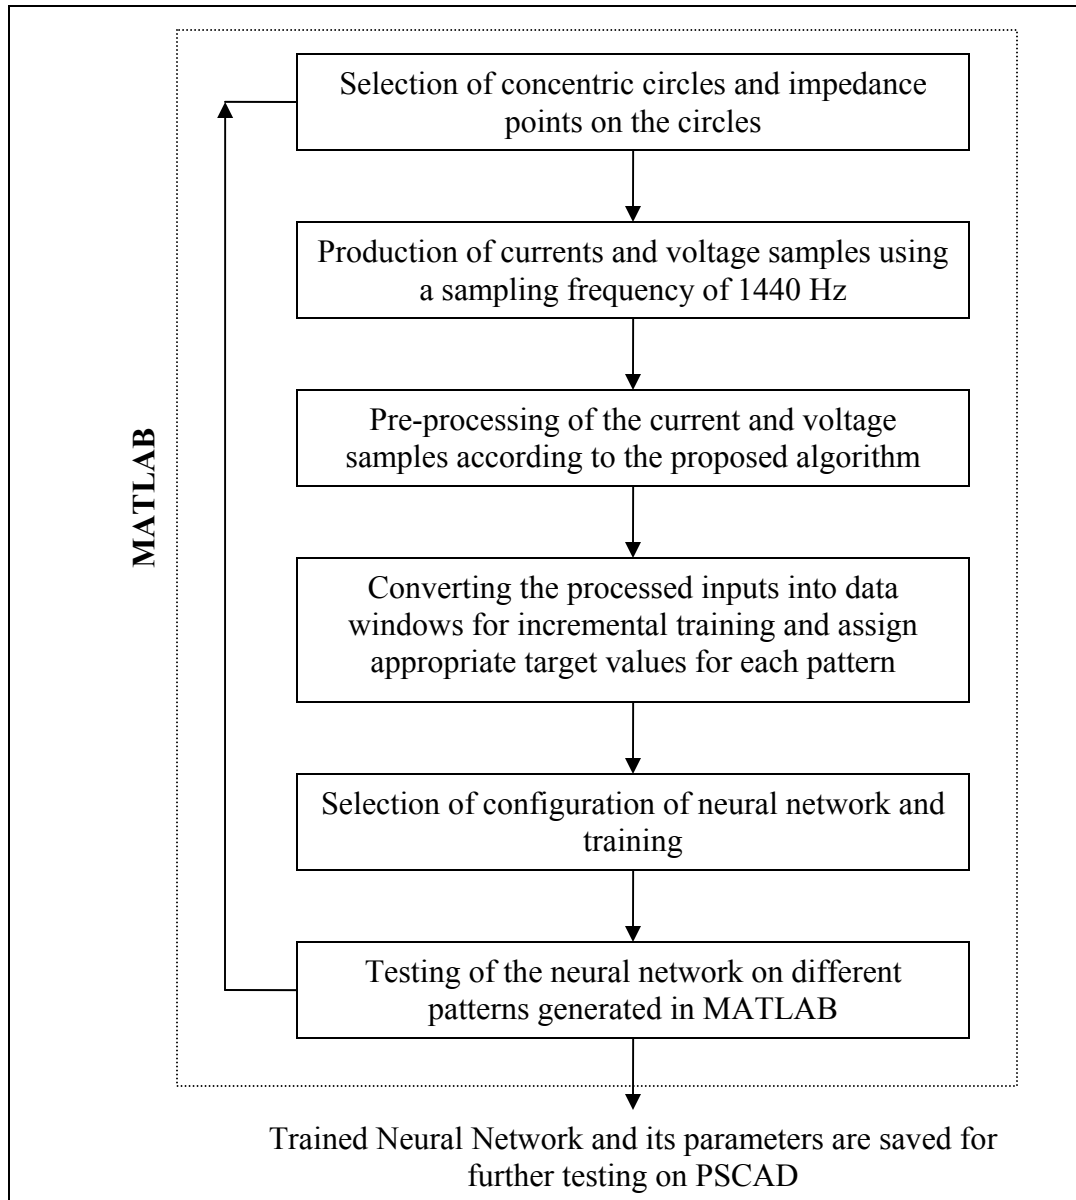 Selection of concentric circles and impedance
points on the circles
Production of currents and voltage samples using
a sampling frequency of 1440 Hz
Pre-processing of the current and voltage
samples according to the proposed algorithm
MATLAB
Converting the processed inputs into data
windows for incremental training and assign
appropriate target values for each pattern
Selection of configuration of neural network and
training
Testing of the neural network on different
patterns generated in MATLAB
Trained Neural Network and its parameters are saved for
further testing on PSCAD